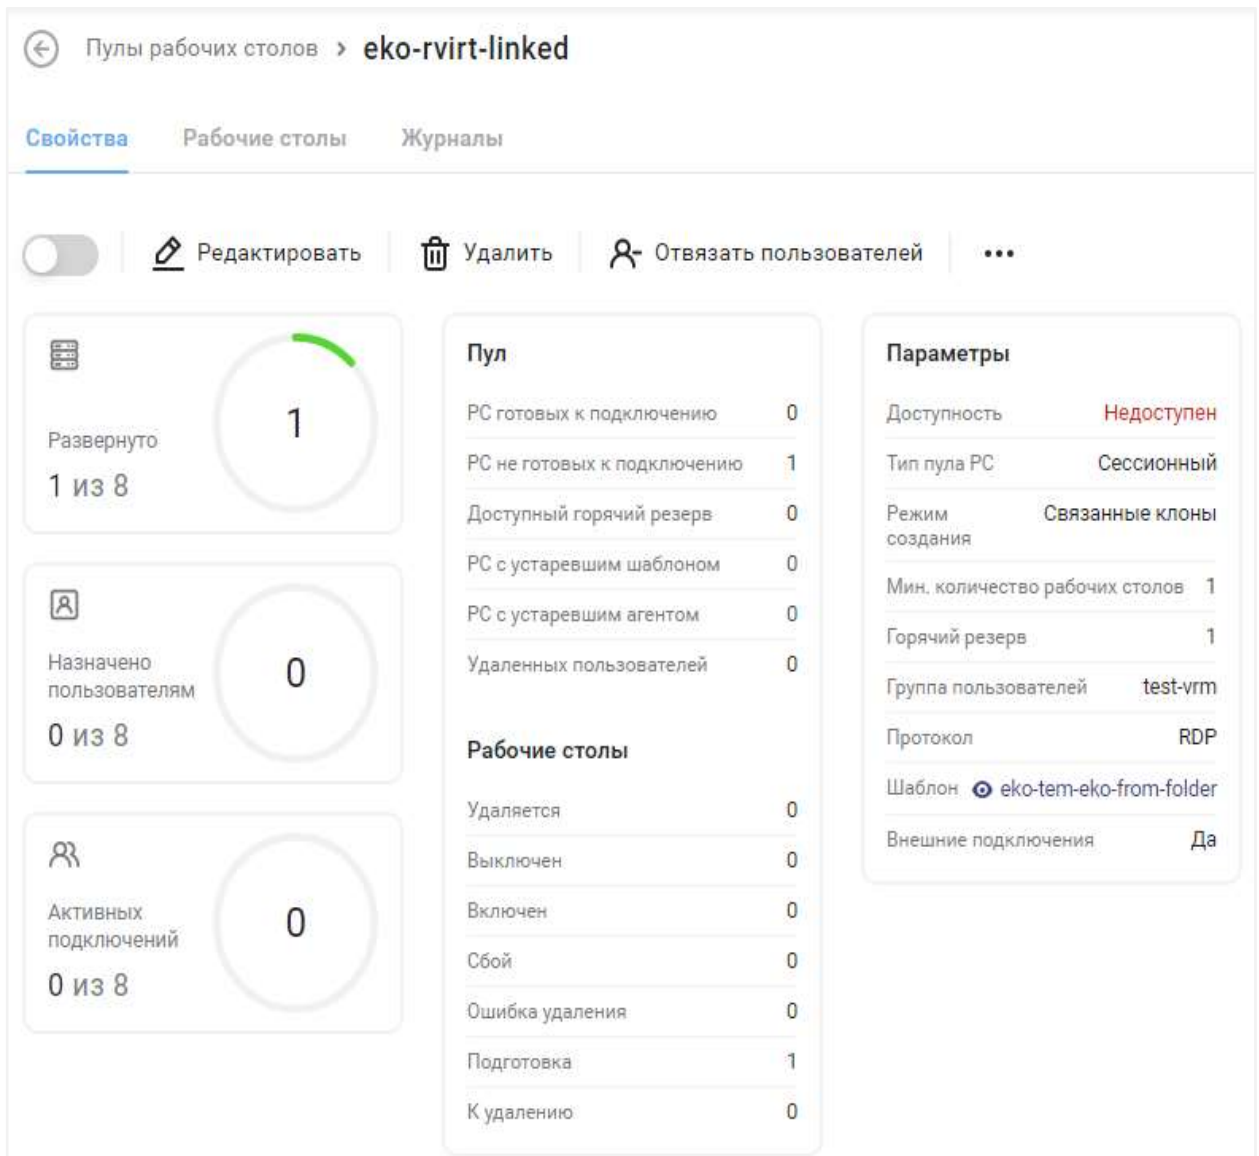 Пулы рабочих столов › eko-rvirt-linked
Свойства Рабочие столы Журналы
Редактировать Удалить Отвязать пользователей •••
Развернуто
1 из 8
1
Назначено
пользователям
0 из 8
0
Активных
подключений
0 из 8
0
Пул
РС готовых к подключению 0
РС не готовых к подключению 1
Доступный горячий резерв 0
РС с устаревшим шаблоном 0
РС с устаревшим агентом 0
Удаленных пользователей 0
Рабочие столы
Удаляется 0
Выключен 0
Включен 0
Сбой 0
Ошибка удаления 0
Подготовка 1
К удалению 0
Параметры
Доступность Недоступен
Тип пула РС Сессионный
Режим
создания
Связанные клоны
Мин. количество рабочих столов 1
Горячий резерв 1
Группа пользователей test-vrm
Протокол RDP
Шаблон eko-tem-eko-from-folder
Внешние подключения Да